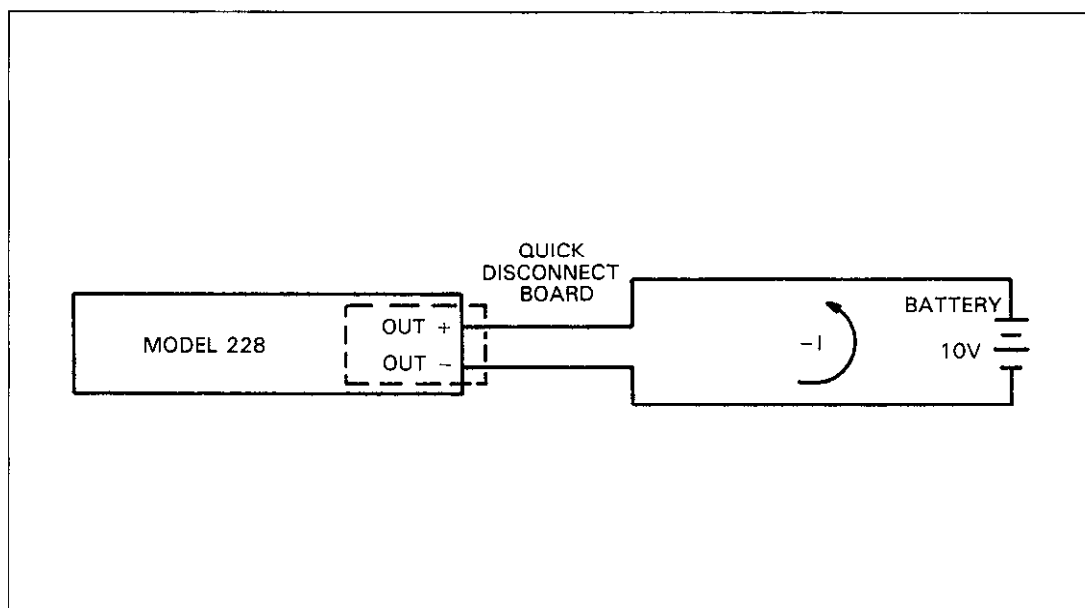 QUICK
DISCONNECT
BOARD
BATTERY
OUT +
MODEL 228
10V
−I
OUT −